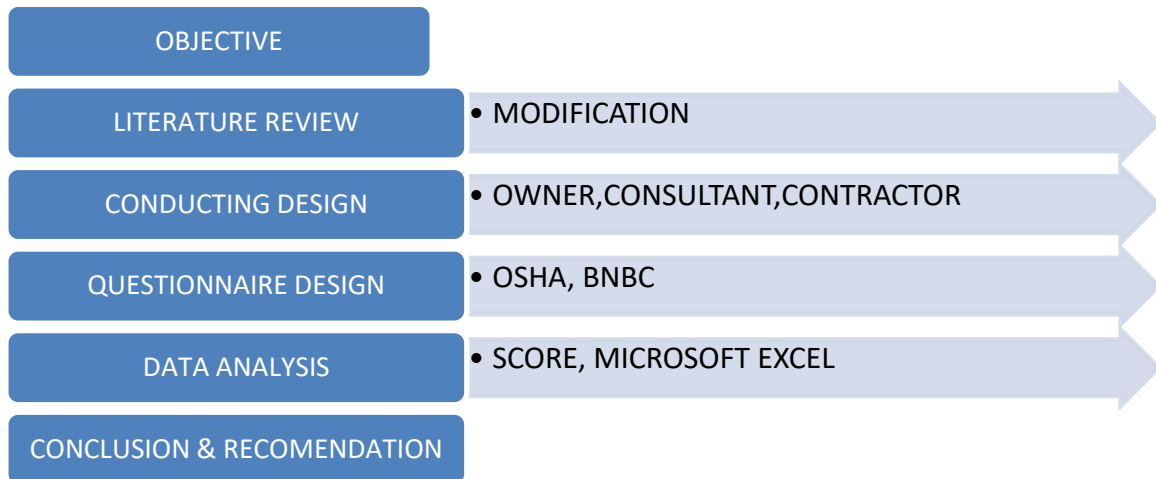 OBJECTIVE
LITERATURE REVIEW
• MODIFICATION
CONDUCTING DESIGN
• OWNER,CONSULTANT,CONTRACTOR
QUESTIONNAIRE DESIGN
• OSHA, BNBC
DATA ANALYSIS
• SCORE, MICROSOFT EXCEL
CONCLUSION & RECOMENDATION